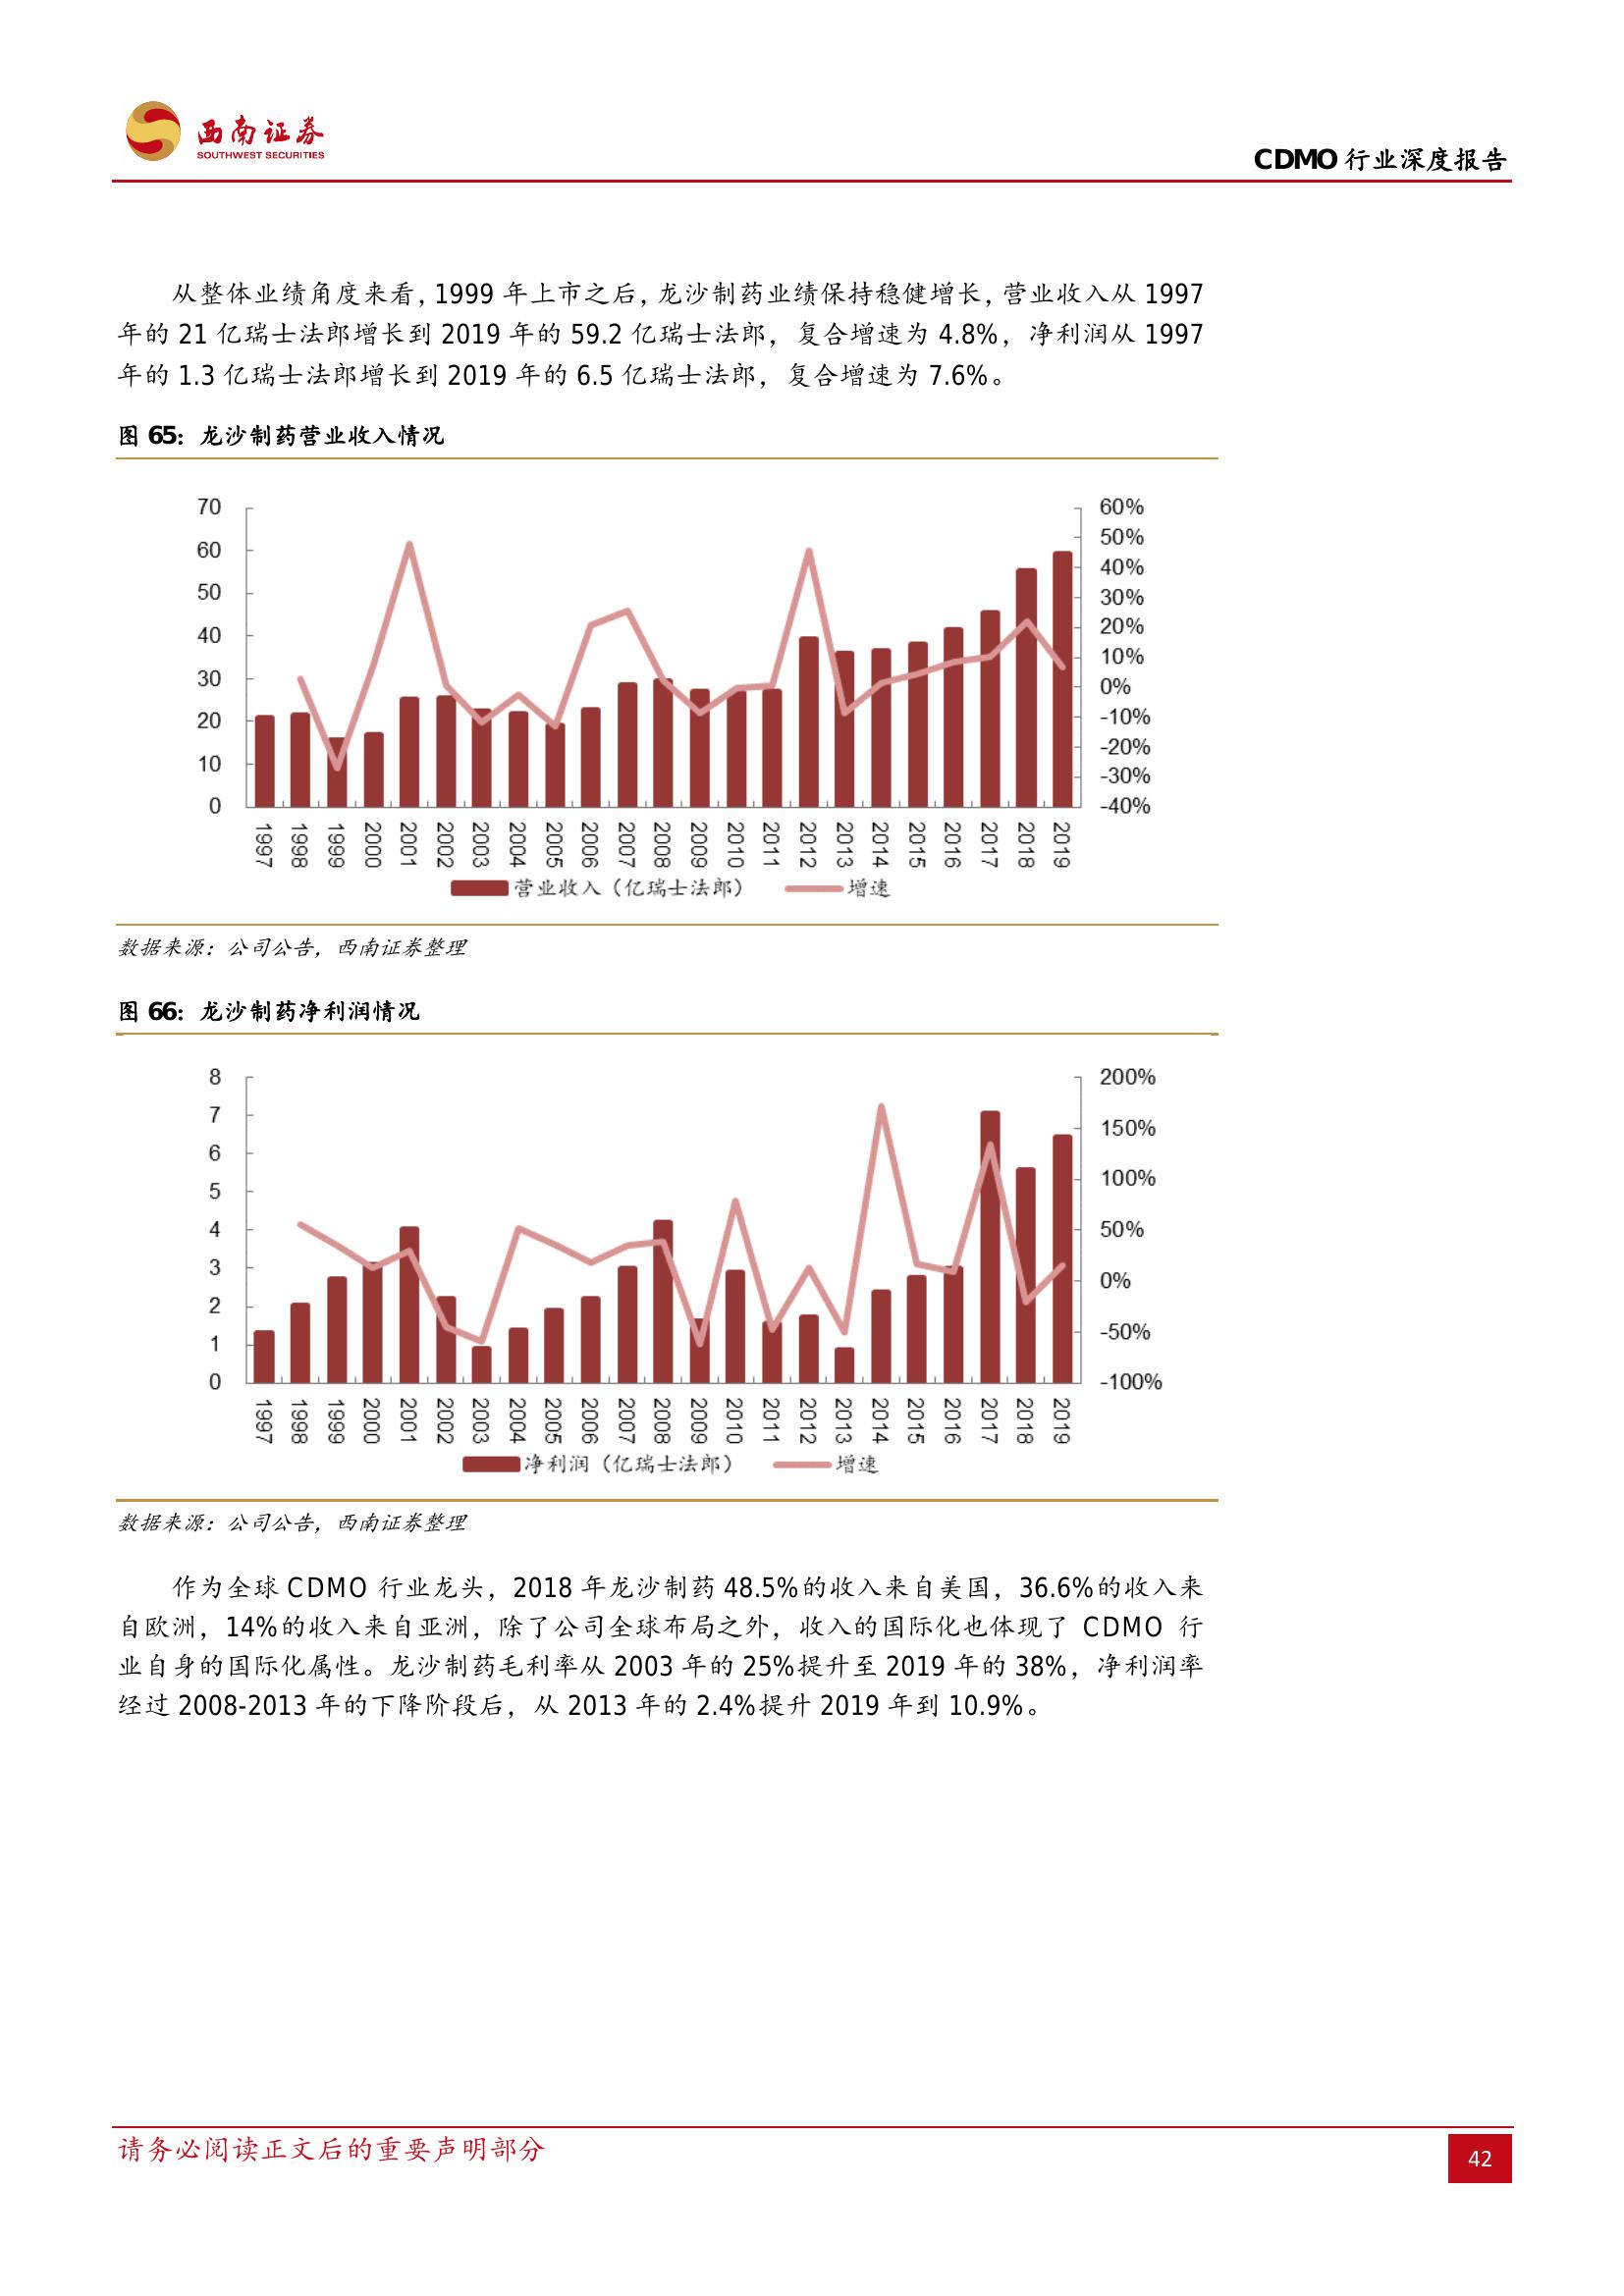 西南证券
SOUTHWEST SECURITIES
CDMO 行业深度报告
从整体业绩角度来看，1999 年上市之后，龙沙制药业绩保持稳健增长，营业收入从 1997
年的 21 亿瑞士法郎增长到 2019 年的 59.2 亿瑞士法郎，复合增速为 4.8%，净利润从 1997
年的 1.3 亿瑞士法郎增长到 2019 年的 6.5 亿瑞士法郎，复合增速为 7.6%。
图 65：龙沙制药营业收入情况
70
60
50
40
30
20
10
0
60%
50%
40%
30%
20%
10%
0%
-10%
-20%
-30%
-40%
1997 1998 1999 2000 2001 2002 2003 2004 2005 2006 2007 2008 2009 2010 2011 2012 2013 2014 2015 2016 2017 2018 2019
营业收入（亿瑞士法郎） 增速
数据来源：公司公告，西南证券整理
图 66：龙沙制药净利润情况
8
7
6
5
4
3
2
1
0
200%
150%
100%
50%
0%
-50%
-100%
1997 1998 1999 2000 2001 2002 2003 2004 2005 2006 2007 2008 2009 2010 2011 2012 2013 2014 2015 2016 2017 2018 2019
净利润（亿瑞士法郎） 增速
数据来源：公司公告，西南证券整理
作为全球 CDMO 行业龙头，2018 年龙沙制药 48.5%的收入来自美国，36.6%的收入来
自欧洲，14%的收入来自亚洲，除了公司全球布局之外，收入的国际化也体现了 CDMO 行
业自身的国际化属性。龙沙制药毛利率从 2003 年的 25%提升至 2019 年的 38%，净利润率
经过 2008-2013 年的下降阶段后，从 2013 年的 2.4%提升 2019 年到 10.9%。
请务必阅读正文后的重要声明部分
42